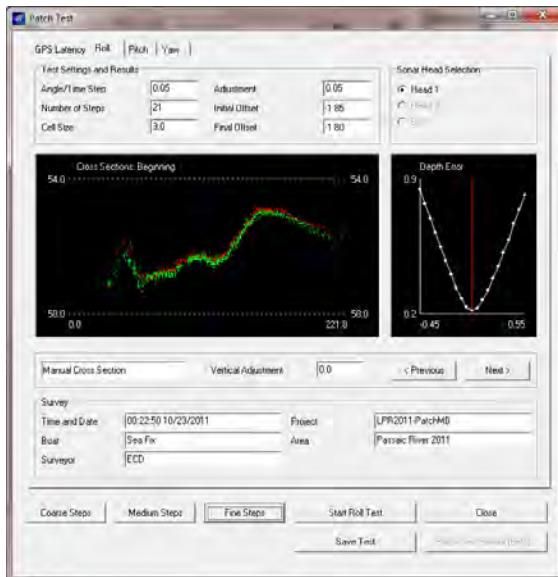 Patch Test
GPS Latency Roll Pitch Yaw
Test Settings and Results
Angle/Time Step 0.05 Adjustment 0.05
Number of Steps 21 Initial Offset -1.85
Cell Size 3.0 Final Offset -1.80
Sonar Head Selection
Head 1
Head 2
Cross Sections: Beginning
54.0 54.0
58.0 58.0
0.0 221.0
Depth Error
0.9
0.2
-0.45 0.55
Manual Cross Section Vertical Adjustment 0.0 < Previous Next >
Survey
Time and Date 00:22:50 10/23/2011 Project LPR2011-PatchMB
Boat Sea Fix Area Passaic River 2011
Surveyor ECD
Coarse Steps Medium Steps Fine Steps Start Roll Test Close
Save Test